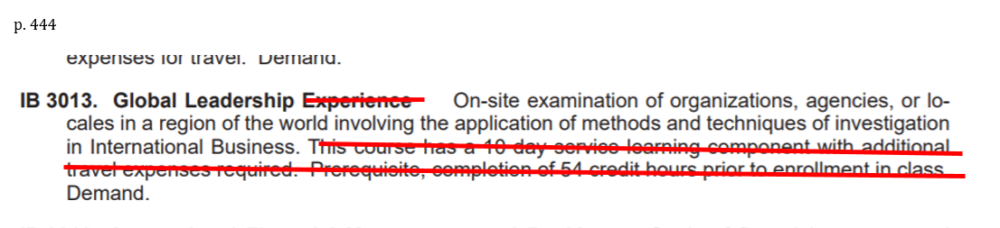 p. 444
expenses for travel. Demand.
IB 3013. Global Leadership Experience On-site examination of organizations, agencies, or lo-
cales in a region of the world involving the application of methods and techniques of investigation
in International Business. This course has a 10 day service learning component with additional
travel expenses required. Prerequisite, completion of 54 credit hours prior to enrollment in class.
Demand.